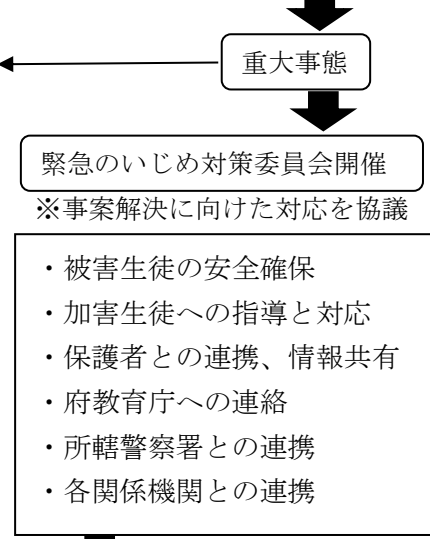 重大事態
緊急のいじめ対策委員会開催
※事案解決に向けた対応を協議
・被害生徒の安全確保
・加害生徒への指導と対応
・保護者との連携、情報共有
・府教育庁への連絡
・所轄警察署との連携
・各関係機関との連携